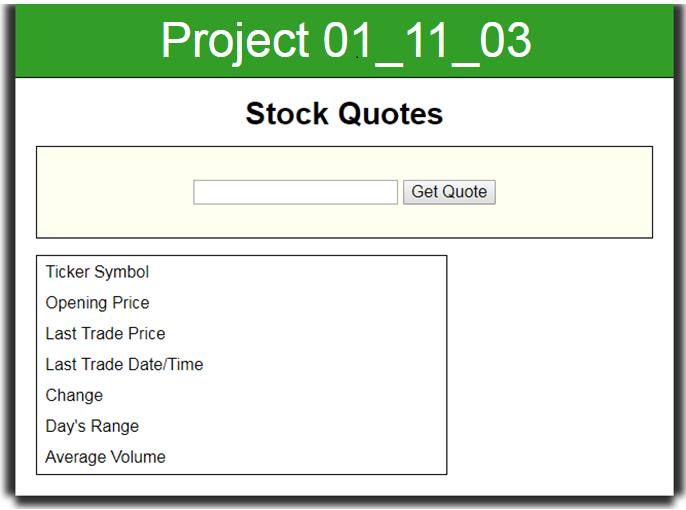 Project 01_11_03
Stock Quotes
Get Quote
Ticker Symbol
Opening Price
Last Trade Price
Last Trade Date/Time
Change
Day's Range
Average Volume